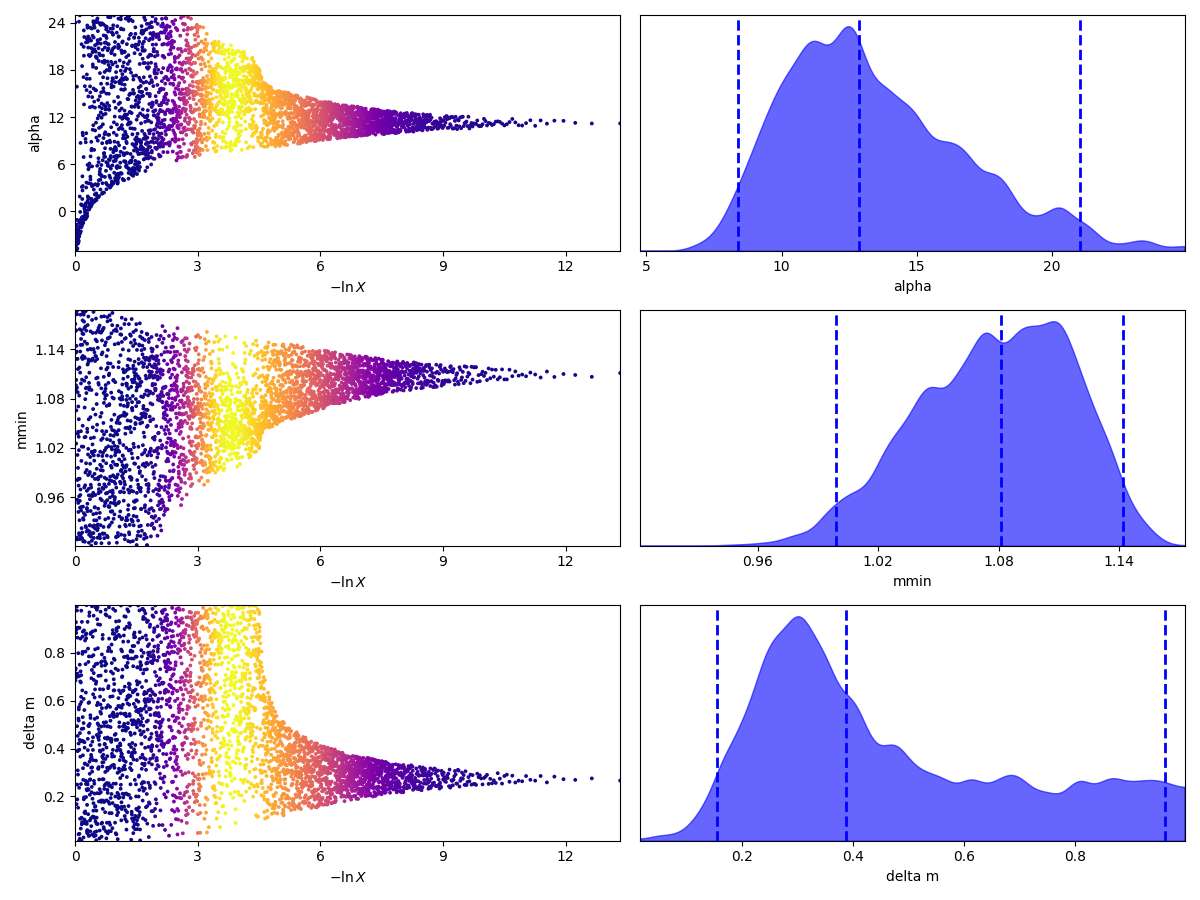 24
18
12
6
0
alpha
0 3 6 9 12
−ln X
5 10 15 20
alpha
1.14
1.08
1.02
0.96
mmin
0 3 6 9 12
−ln X
0.96 1.02 1.08 1.14
mmin
0.8
0.6
0.4
0.2
delta m
0 3 6 9 12
−ln X
0.2 0.4 0.6 0.8
delta m